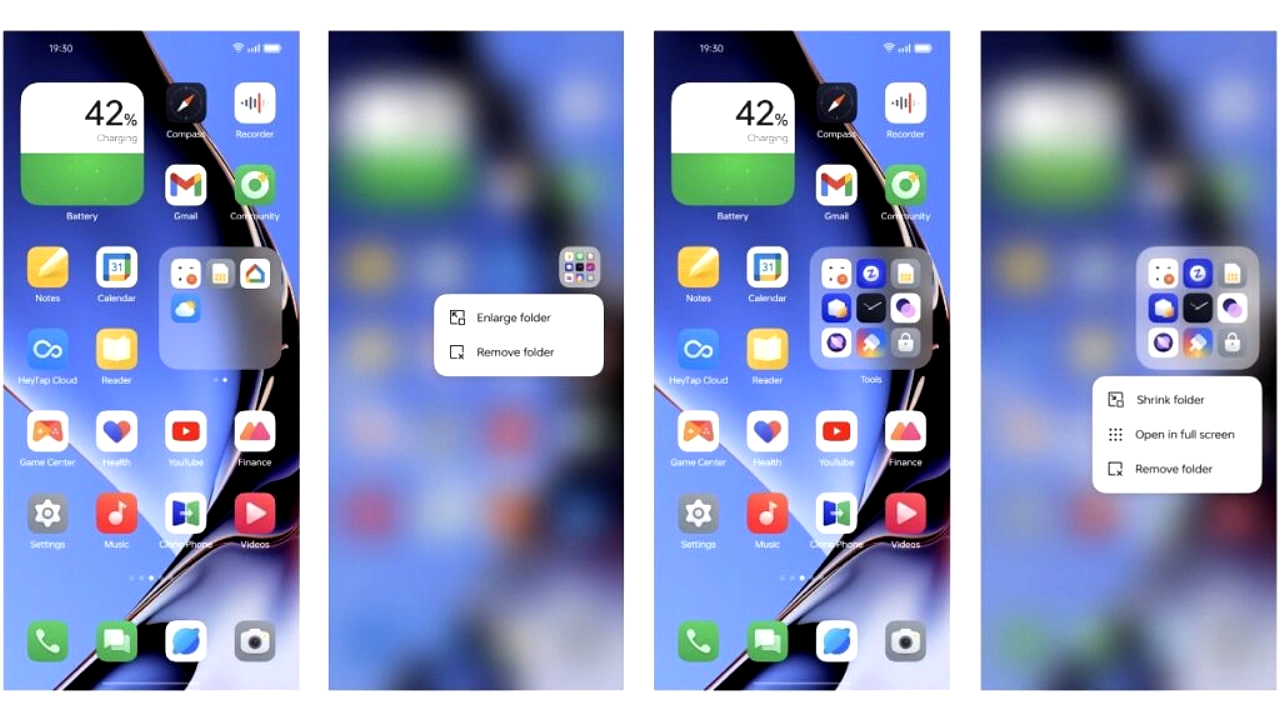 19:30
42%
Charging
Compass
Recorder
Battery
Gmail
Community
31
Notes
Calendar
HeyTap Cloud
Reader
Game Center
Health
YouTube
Finance
Settings
Music
Clone Phone
Videos
Enlarge folder
Remove folder
19:30
42%
Charging
Compass
Recorder
Battery
Gmail
Community
31
Notes
Calendar
HeyTap Cloud
Reader
Tools
Game Center
Health
YouTube
Finance
Settings
Music
Clone Phone
Videos
Shrink folder
Open in full screen
Remove folder